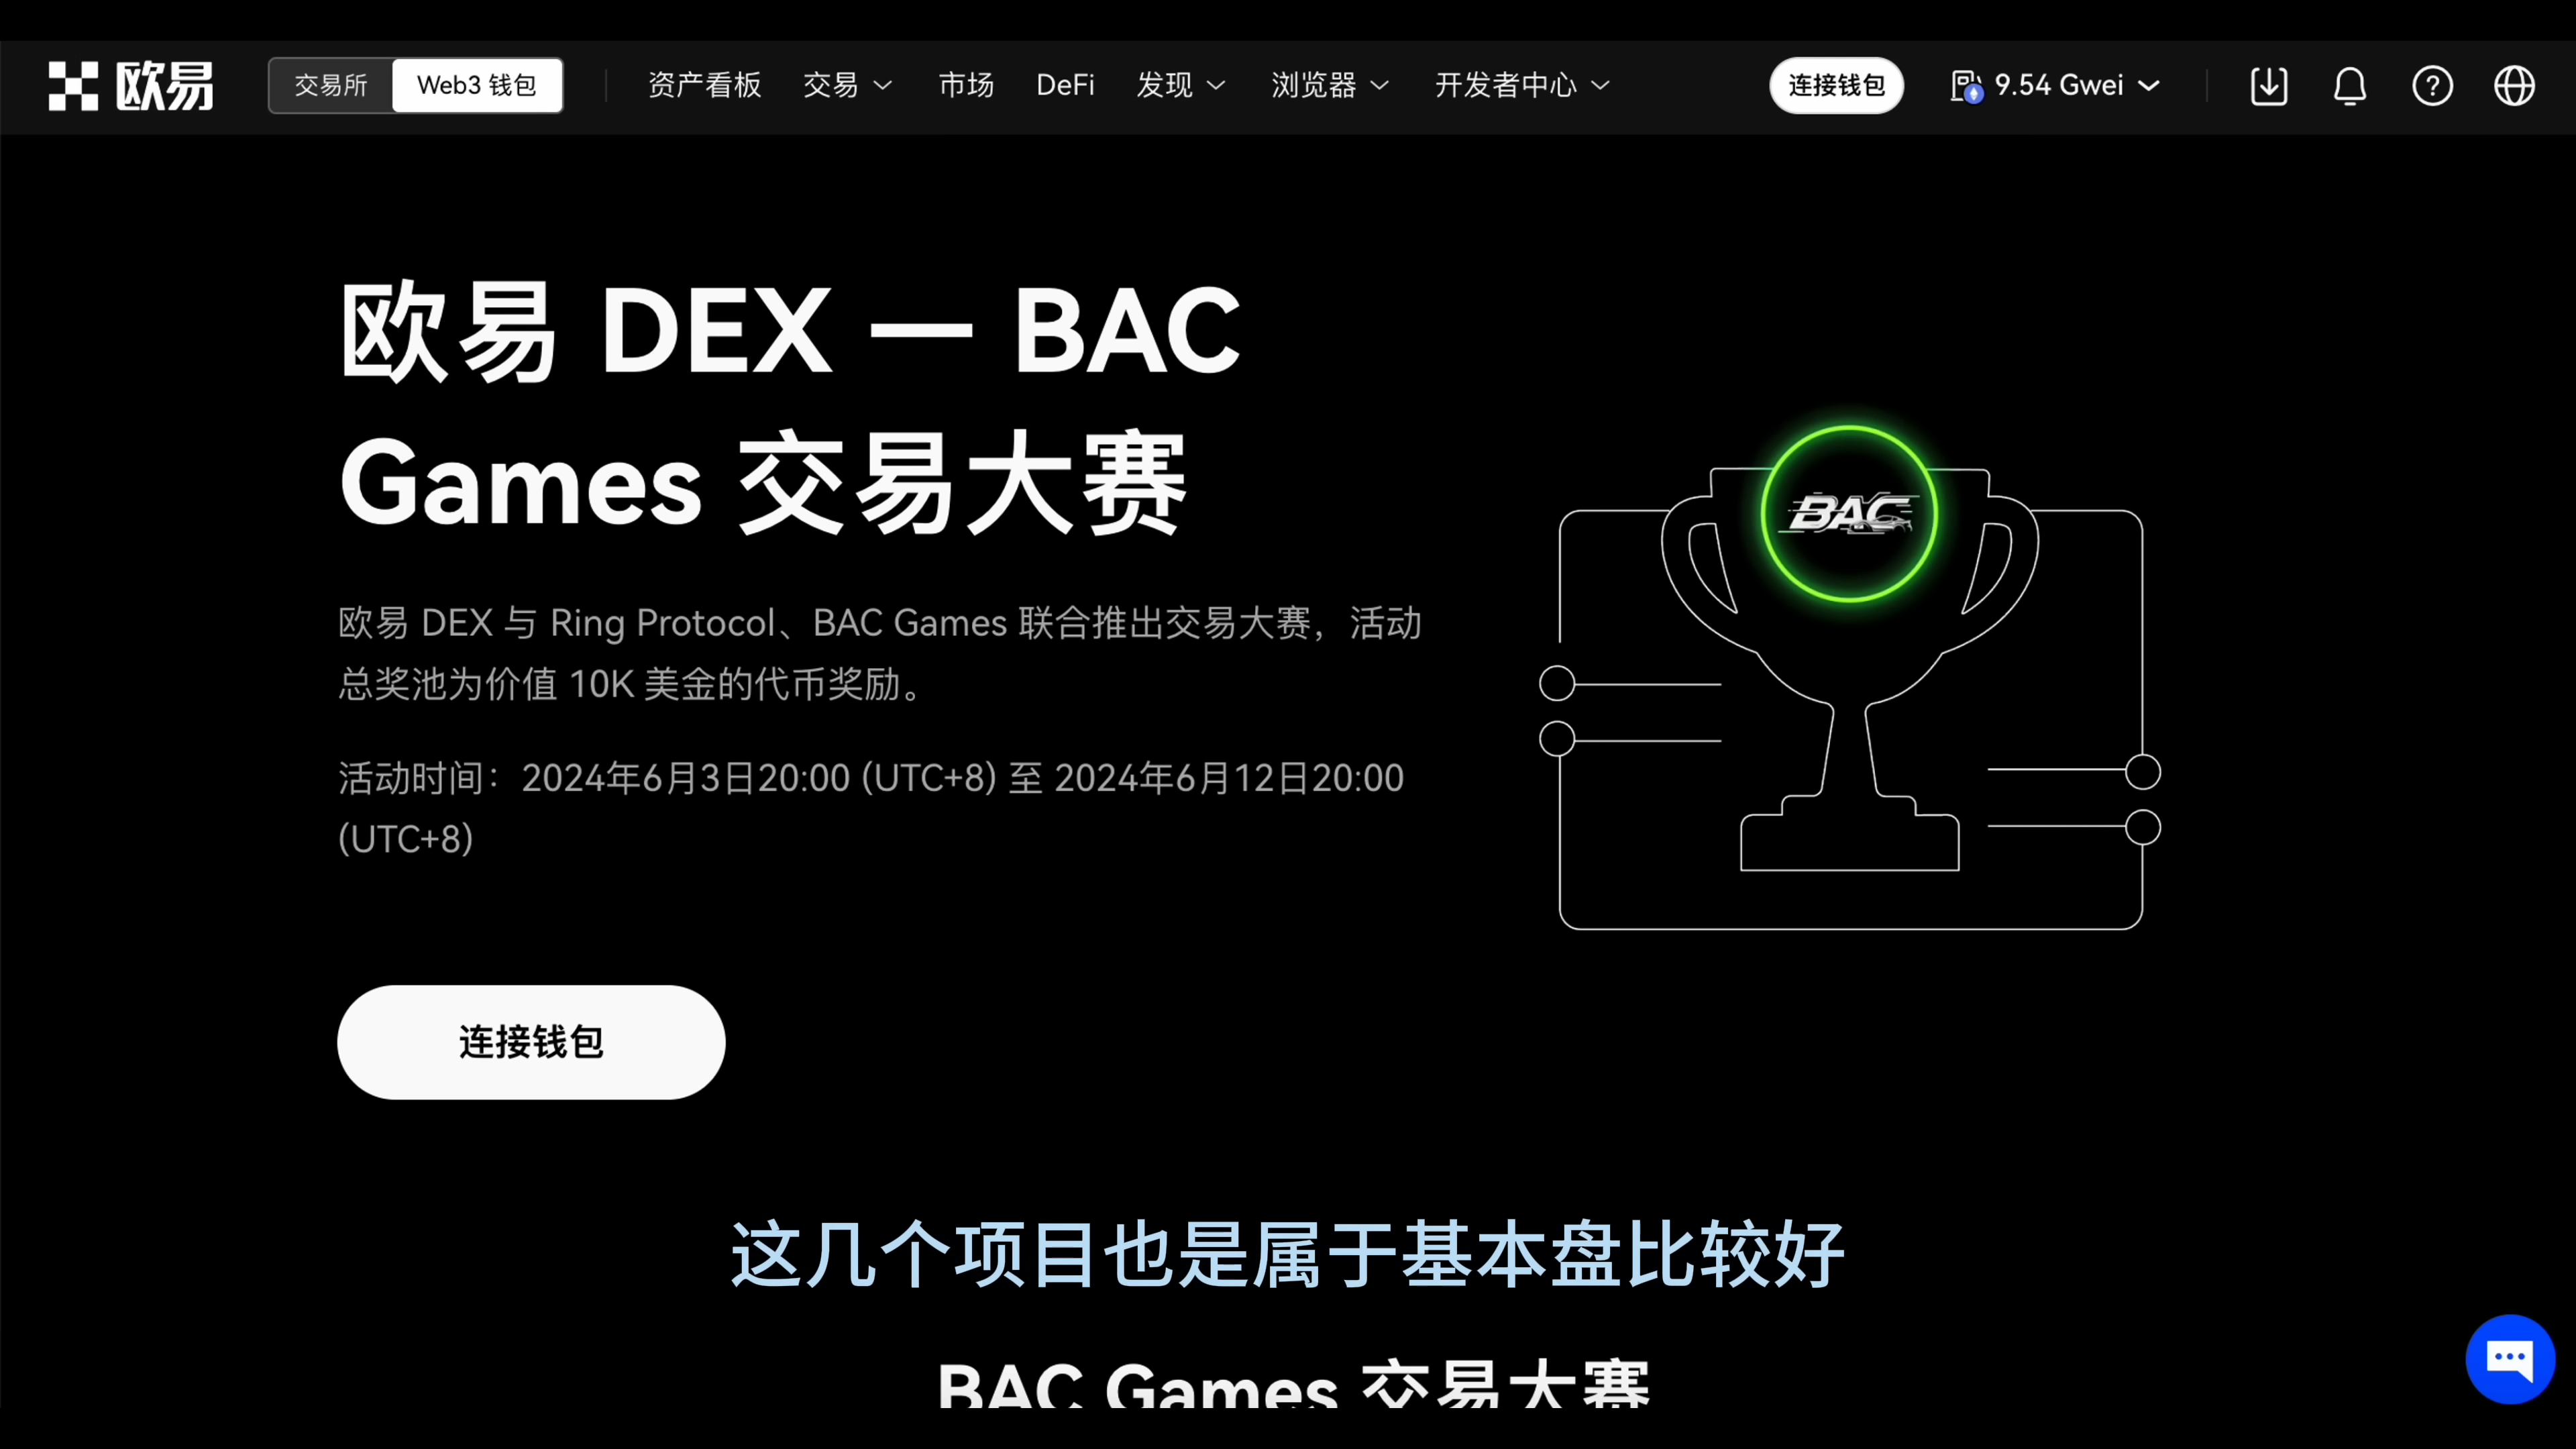 欧易
交易所 Web3 钱包 资产看板 交易 市场 DeFi 发现 浏览器 开发者中心 连接钱包 9.54 Gwei
欧易 DEX — BAC
Games 交易大赛
BAC
欧易 DEX 与 Ring Protocol、BAC Games 联合推出交易大赛，活动
总奖池为价值 10K 美金的代币奖励。
活动时间：2024年6月3日20:00 (UTC+8) 至 2024年6月12日20:00
(UTC+8)
连接钱包
这几个项目也是属于基本盘比较好
BAC Games 交易大赛